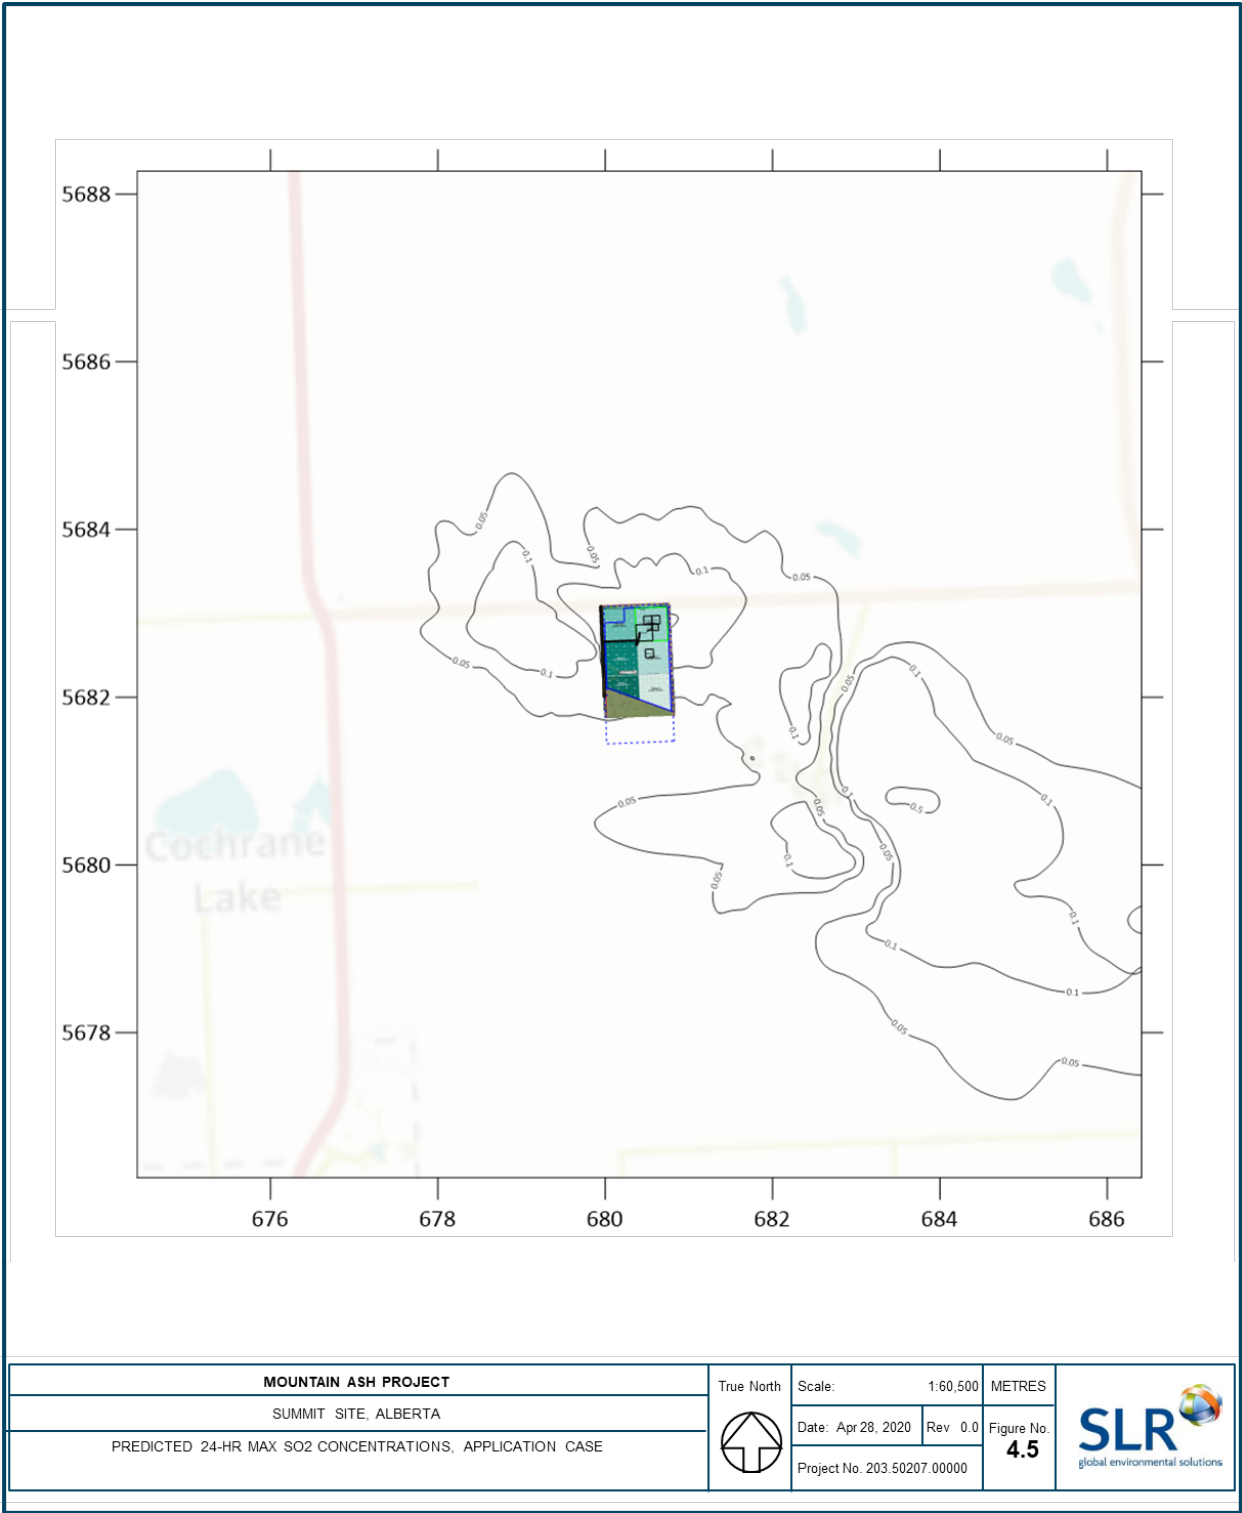 5688
5686
5684
0.05
0.05
0.1
0.1
0.05
0.05
0.1
5682
0.05
0.1
0.1
0.05
0.1
0.1
0.5
0.05
0.05
0.05
0.1
Cochrane
Lake
5680
0.05
0.1
0.1
0.1
0.05
5678
0.05
676
678
680
682
684
686
MOUNTAIN ASH PROJECT
SUMMIT SITE, ALBERTA
PREDICTED 24-HR MAX SO2 CONCENTRATIONS, APPLICATION CASE
True North
Scale: 1:60,500
METRES
Date: Apr 28, 2020
Rev 0.0
Figure No.
4.5
Project No. 203.50207.00000
SLR
global environmental solutions